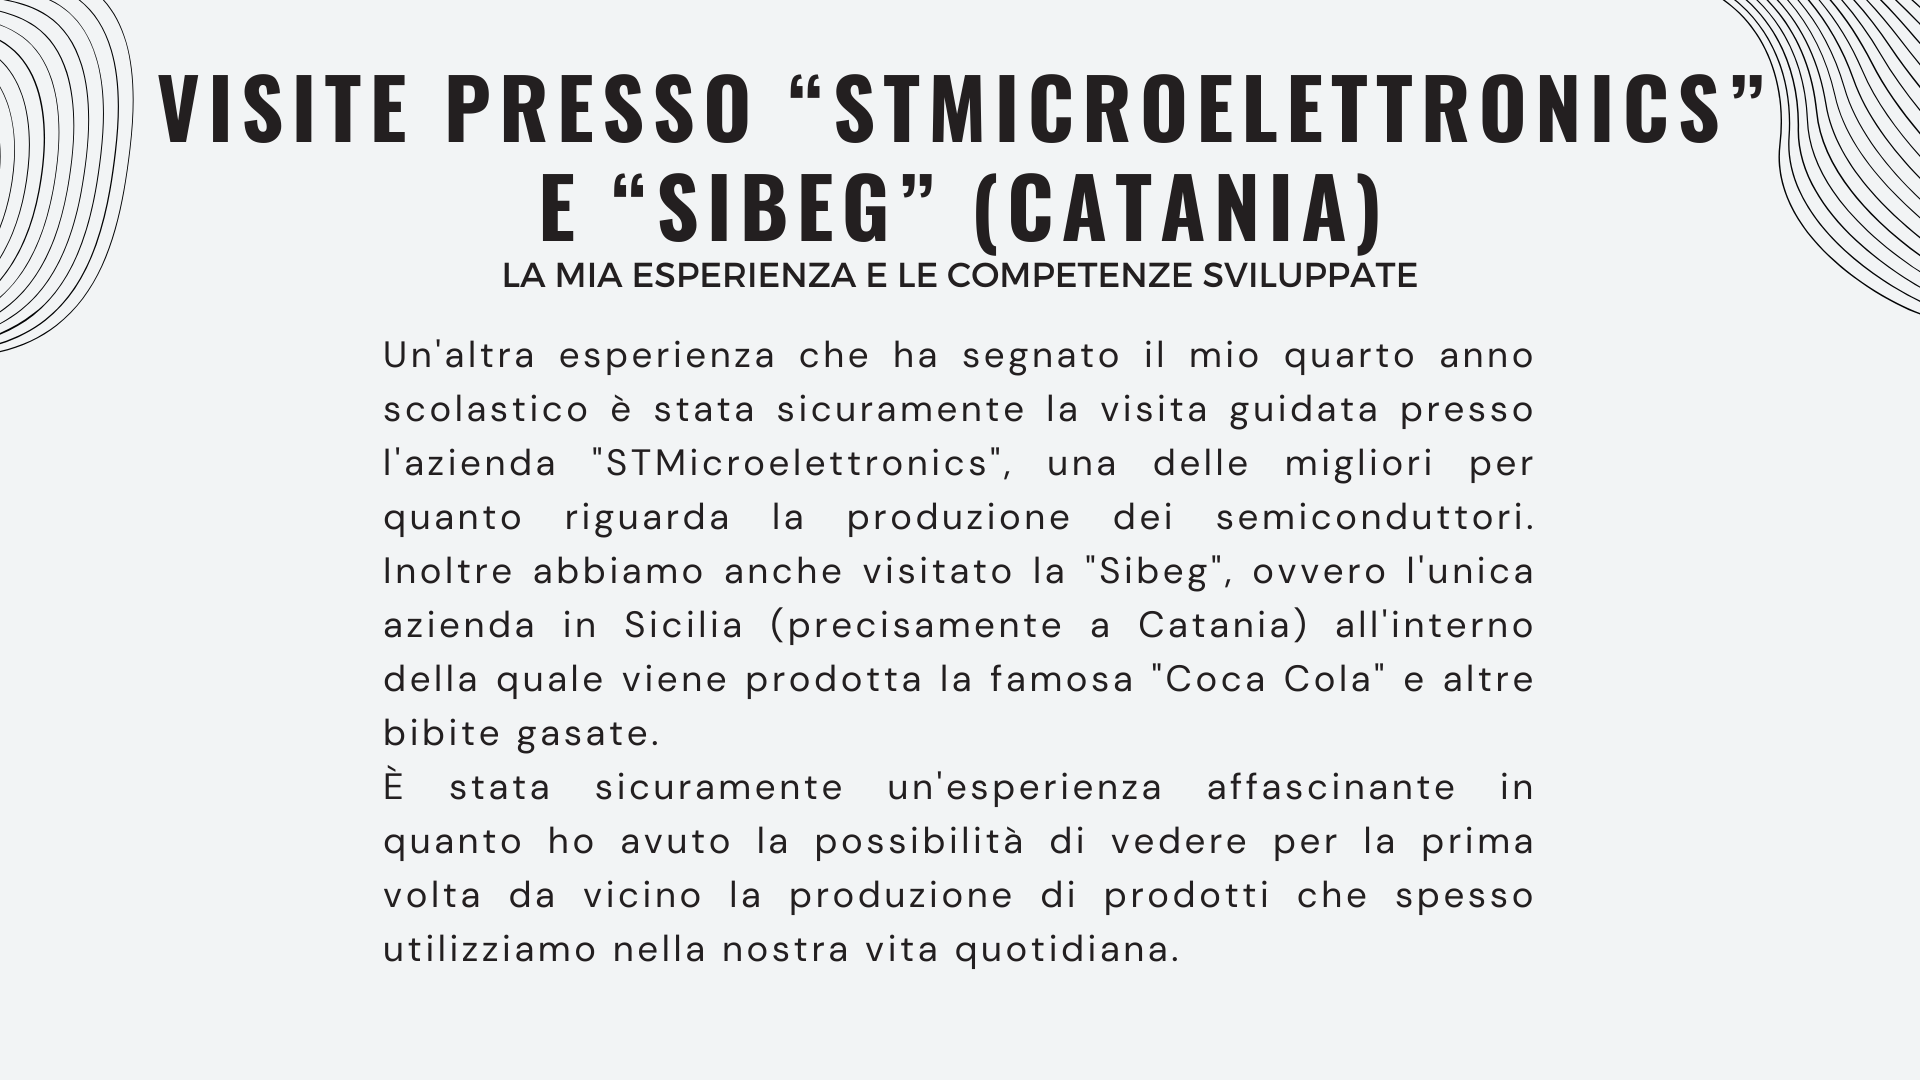 VISITE PRESSO “STMICROELETTRONICS”
E “SIBEG” (CATANIA)
LA MIA ESPERIENZA E LE COMPETENZE SVILUPPATE
Un'altra esperienza che ha segnato il mio quarto anno
scolastico è stata sicuramente la visita guidata presso
l'azienda "STMicroelettronics", una delle migliori per
quanto riguarda la produzione dei semiconduttori.
Inoltre abbiamo anche visitato la "Sibeg", ovvero l'unica
azienda in Sicilia (precisamente a Catania) all'interno
della quale viene prodotta la famosa "Coca Cola" e altre
bibite gasate.
È stata sicuramente un'esperienza affascinante in
quanto ho avuto la possibilità di vedere per la prima
volta da vicino la produzione di prodotti che spesso
utilizziamo nella nostra vita quotidiana.